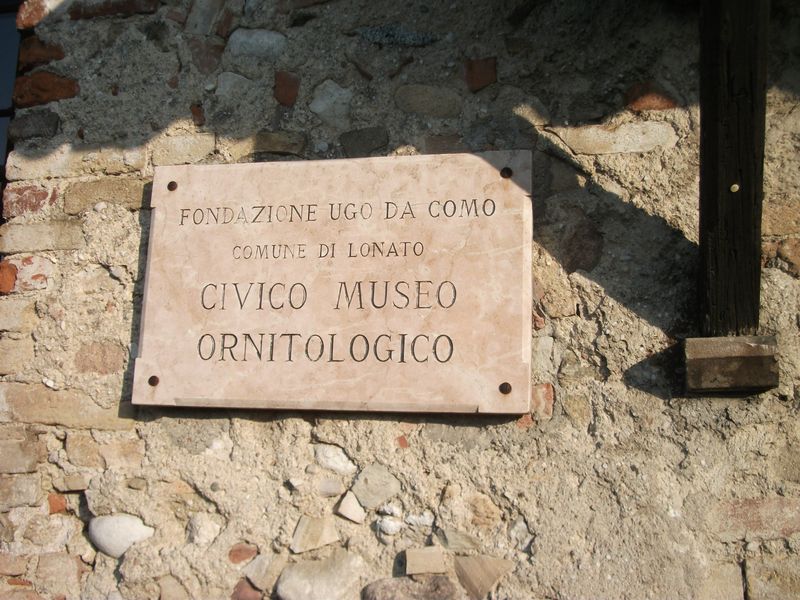 FONDAZIONE UGO DA COMO
COMUNE DI LONATO
CIVICO MUSEO
ORNITOLOGICO